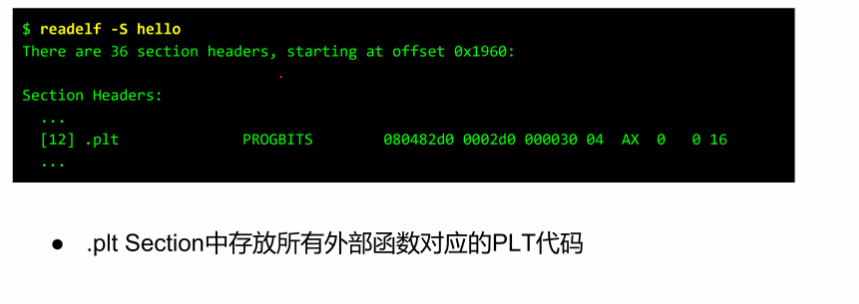 $ readelf -S hello
There are 36 section headers, starting at offset 0x1960:
Section Headers:
...
[12] .plt PROGBITS 080482d0 0002d0 000030 04 AX 0 0 16
...
● .plt Section中存放所有外部函数对应的PLT代码